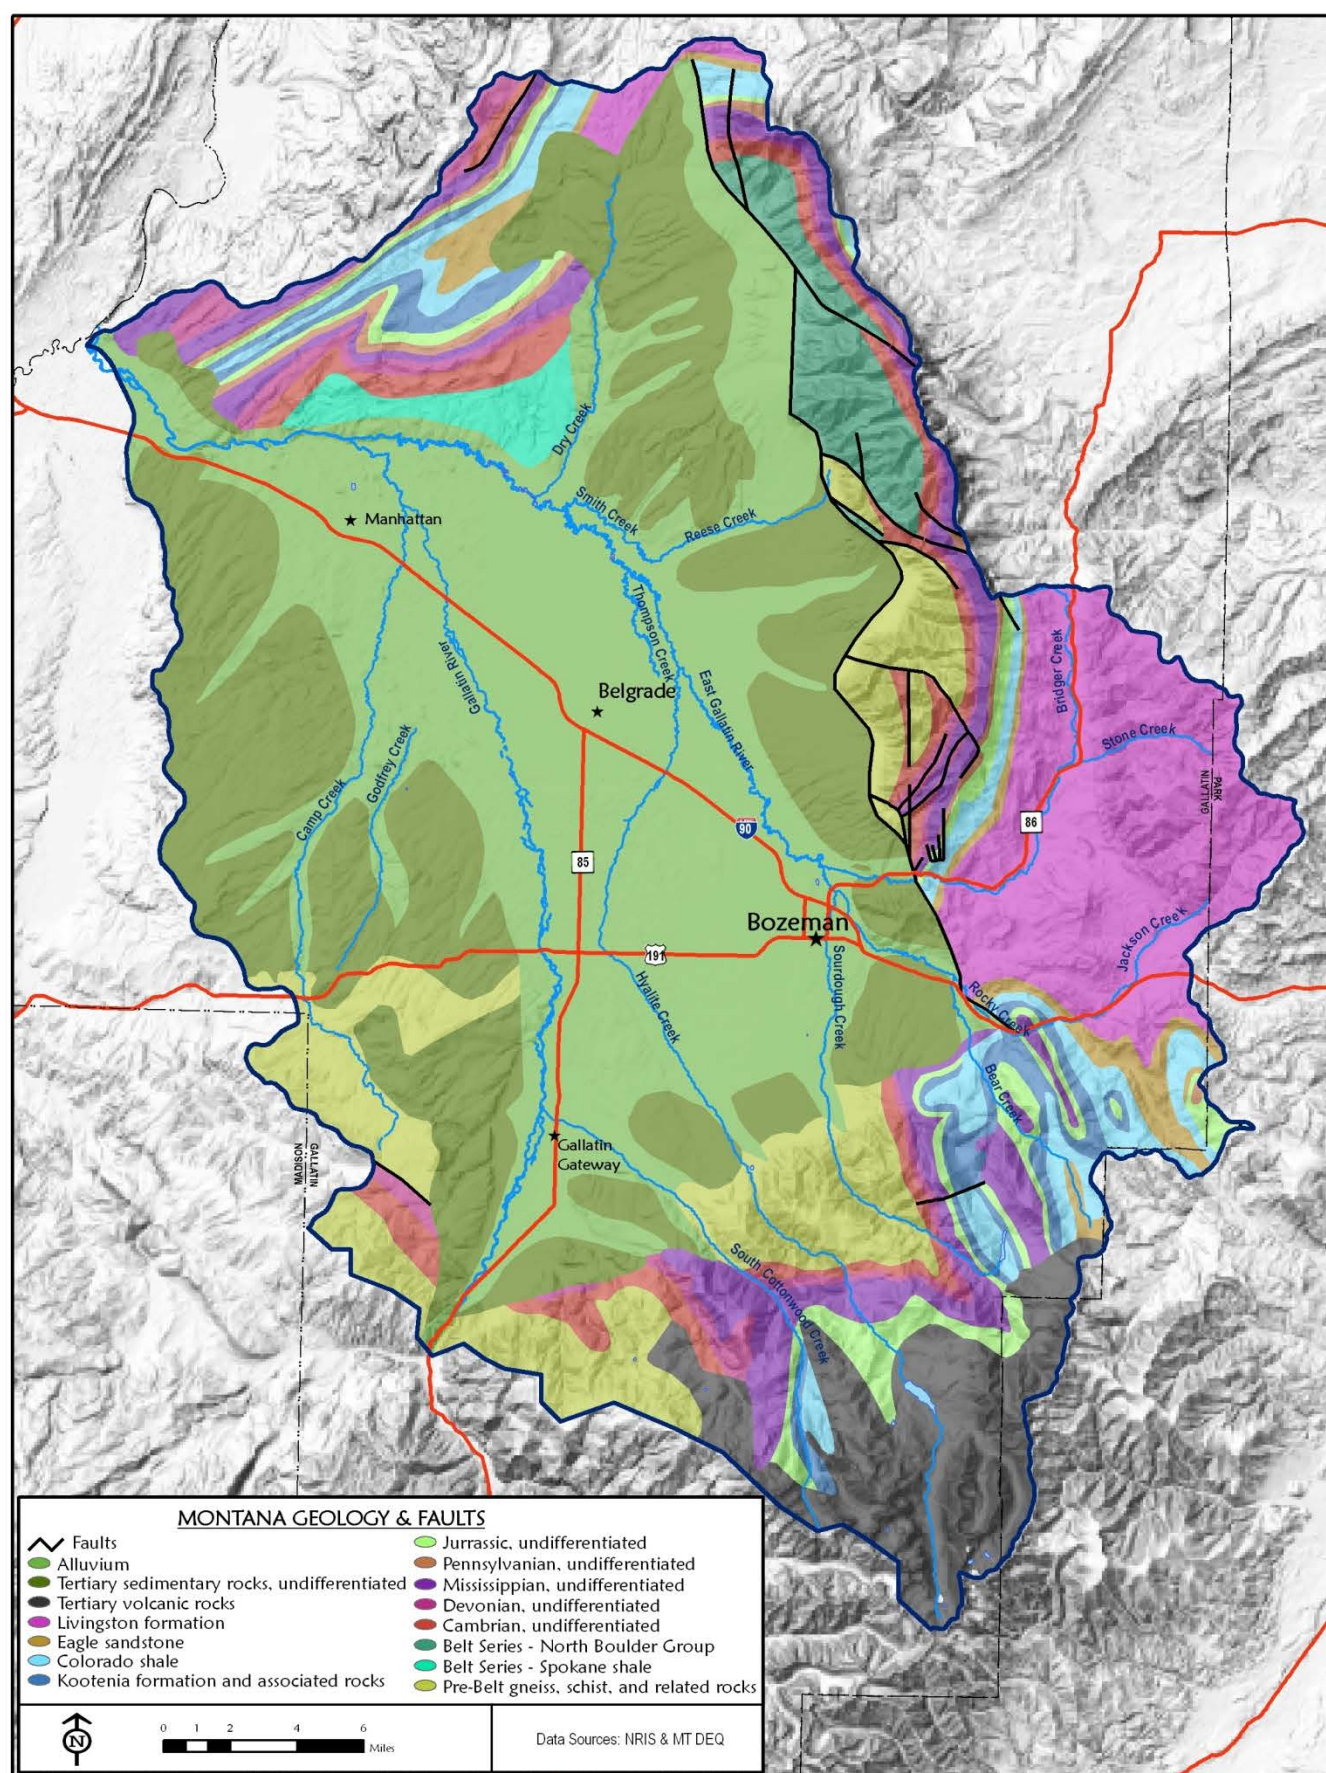 Dry Creek
Smith Creek
Reese Creek
Manhattan
Thompson Creek
Gallatin River
East Gallatin River
Bridger Creek
Belgrade
Stone Creek
Godfrey Creek
Camp Creek
PARK
GALLATIN
90
86
85
Bozeman
Jackson Creek
191
Sourdough Creek
Hyalite Creek
Rocky Creek
Bear Creek
Gallatin
Gateway
GALLATIN
MADISON
South Cottonwood Creek
MONTANA GEOLOGY & FAULTS
Faults
Alluvium
Tertiary sedimentary rocks, undifferentiated
Tertiary volcanic rocks
Livingston formation
Eagle sandstone
Colorado shale
Kootenia formation and associated rocks
Jurrassic, undifferentiated
Pennsylvanian, undifferentiated
Mississippian, undifferentiated
Devonian, undifferentiated
Cambrian, undifferentiated
Belt Series - North Boulder Group
Belt Series - Spokane shale
Pre-Belt gneiss, schist, and related rocks
N
0 1 2 4 6
Miles
Data Sources: NRIS & MT DEQ